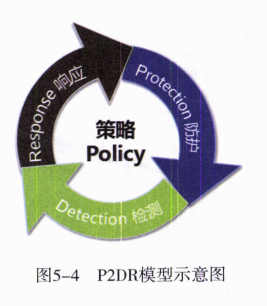 策略
Policy
Protection 防护
Detection 检测
Response 响应
图5-4 P2DR模型示意图